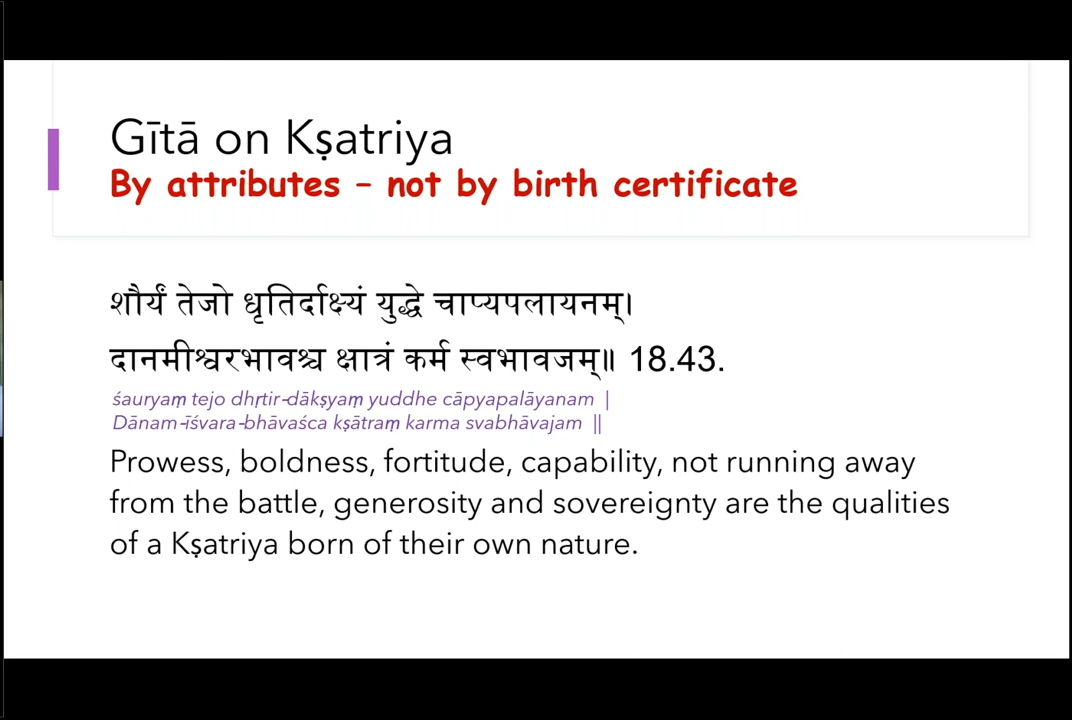 Gītā on Kṣatriya
By attributes – not by birth certificate
शौर्यं तेजो धृतिर्दाक्ष्यं युद्धे चाप्यपलायनम्।
दानमीश्वरभावश्च क्षात्रं कर्म स्वभावजम्॥ 18.43.
śauryaṃ tejo dhṛtir-dākṣyaṃ yuddhe cāpyapalāyanam |
Dānam-īśvara-bhāvaśca kṣātraṃ karma svabhāvajam ||
Prowess, boldness, fortitude, capability, not running away
from the battle, generosity and sovereignty are the qualities
of a Kṣatriya born of their own nature.